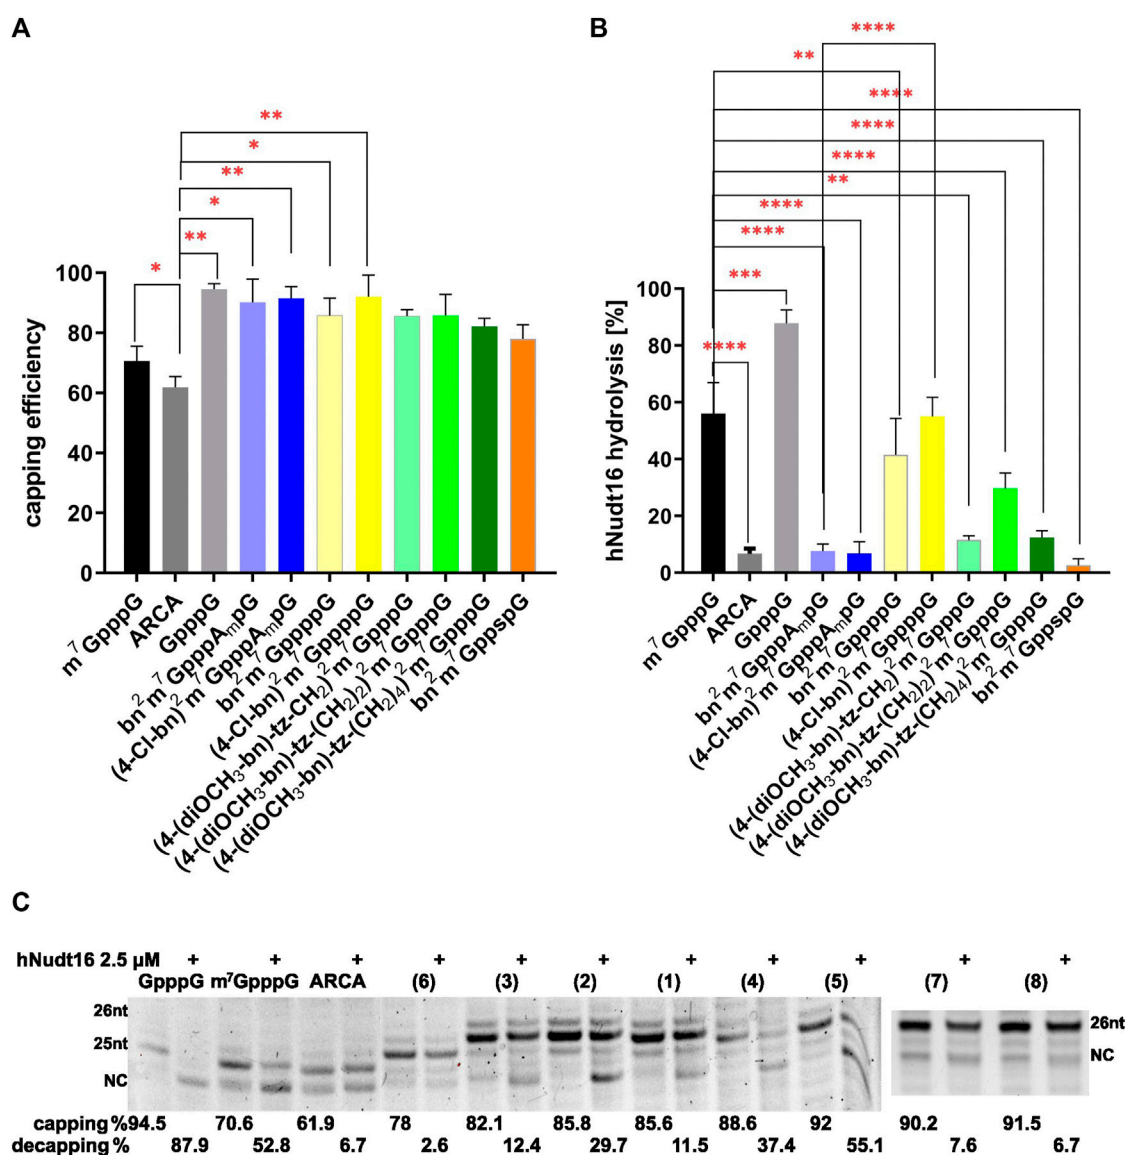 A
**
*
**
*
**
*
100
80
60
40
20
0
capping efficiency
m⁷GpppG
ARCA
GpppG
bn²m⁷GpppAₘpG
(4-Cl-bn)²m⁷GpppAₘpG
bn²m⁷GpppG
(4-Cl-bn)²m⁷GpppG
(4-(diOCH₃-bn)-tz-CH₂)²m⁷GpppG
(4-(diOCH₃-bn)-tz-(CH₂)₂)²m⁷GpppG
(4-(diOCH₃-bn)-tz-(CH₂)₄)²m⁷GpppG
bn²m⁷GppspG
B
****
**
****
****
****
**
****
****
***
****
100
80
60
40
20
0
hNudt16 hydrolysis [%]
m⁷GpppG
ARCA
GpppG
bn²m⁷GpppAₘpG
(4-Cl-bn)²m⁷GpppAₘpG
bn²m⁷GpppG
(4-Cl-bn)²m⁷GpppG
(4-(diOCH₃-bn)-tz-CH₂)²m⁷GpppG
(4-(diOCH₃-bn)-tz-(CH₂)₂)²m⁷GpppG
(4-(diOCH₃-bn)-tz-(CH₂)₄)²m⁷GpppG
bn²m⁷GppspG
C
hNudt16 2.5 µM + + + + + + + + + + +
GpppG m⁷GpppG ARCA (6) (3) (2) (1) (4) (5) (7) (8)
26nt 26nt
25nt
NC NC
capping % 94.5 70.6 61.9 78 82.1 85.8 85.6 88.6 92 90.2 91.5
decapping % 87.9 52.8 6.7 2.6 12.4 29.7 11.5 37.4 55.1 7.6 6.7